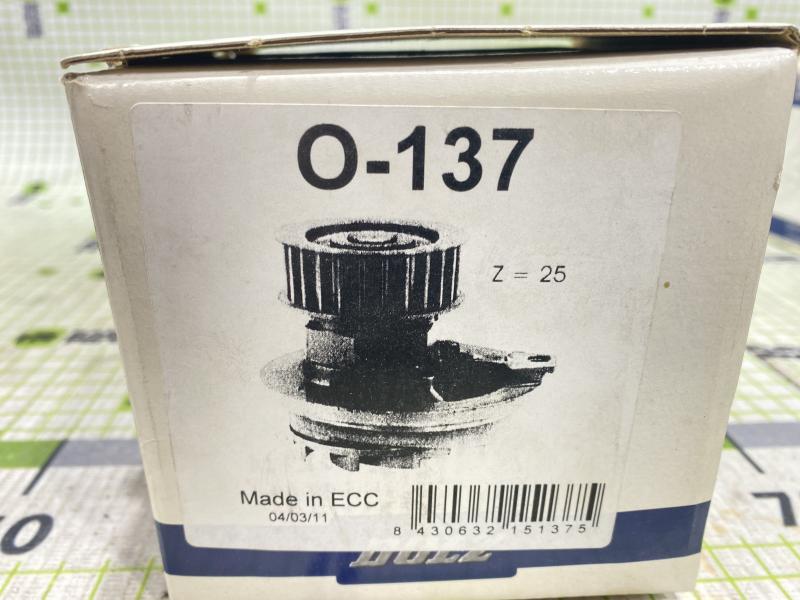 O-137
Z = 25
Made in ECC
04/03/11
8 430632 151375